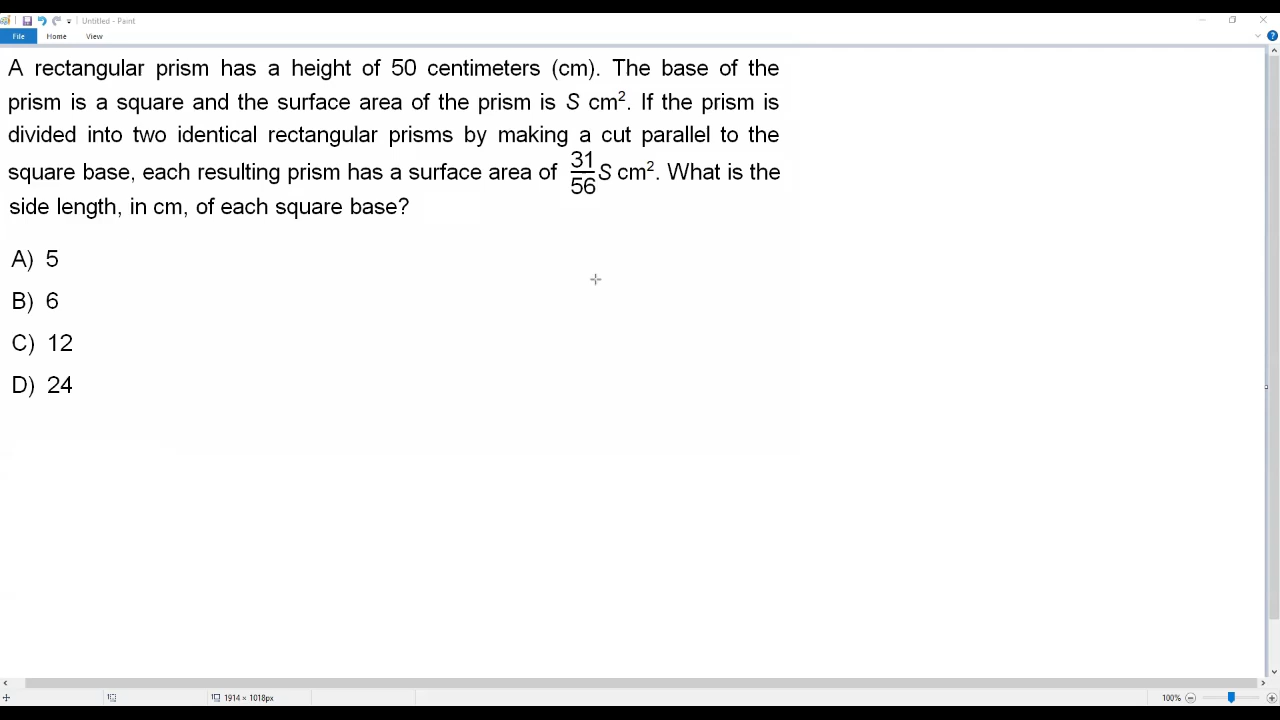 Untitled - Paint
File Home View
A rectangular prism has a height of 50 centimeters (cm). The base of the
prism is a square and the surface area of the prism is S cm². If the prism is
divided into two identical rectangular prisms by making a cut parallel to the
square base, each resulting prism has a surface area of 31/56 S cm². What is the
side length, in cm, of each square base?
A) 5
B) 6
C) 12
D) 24
1914 × 1018px 100%